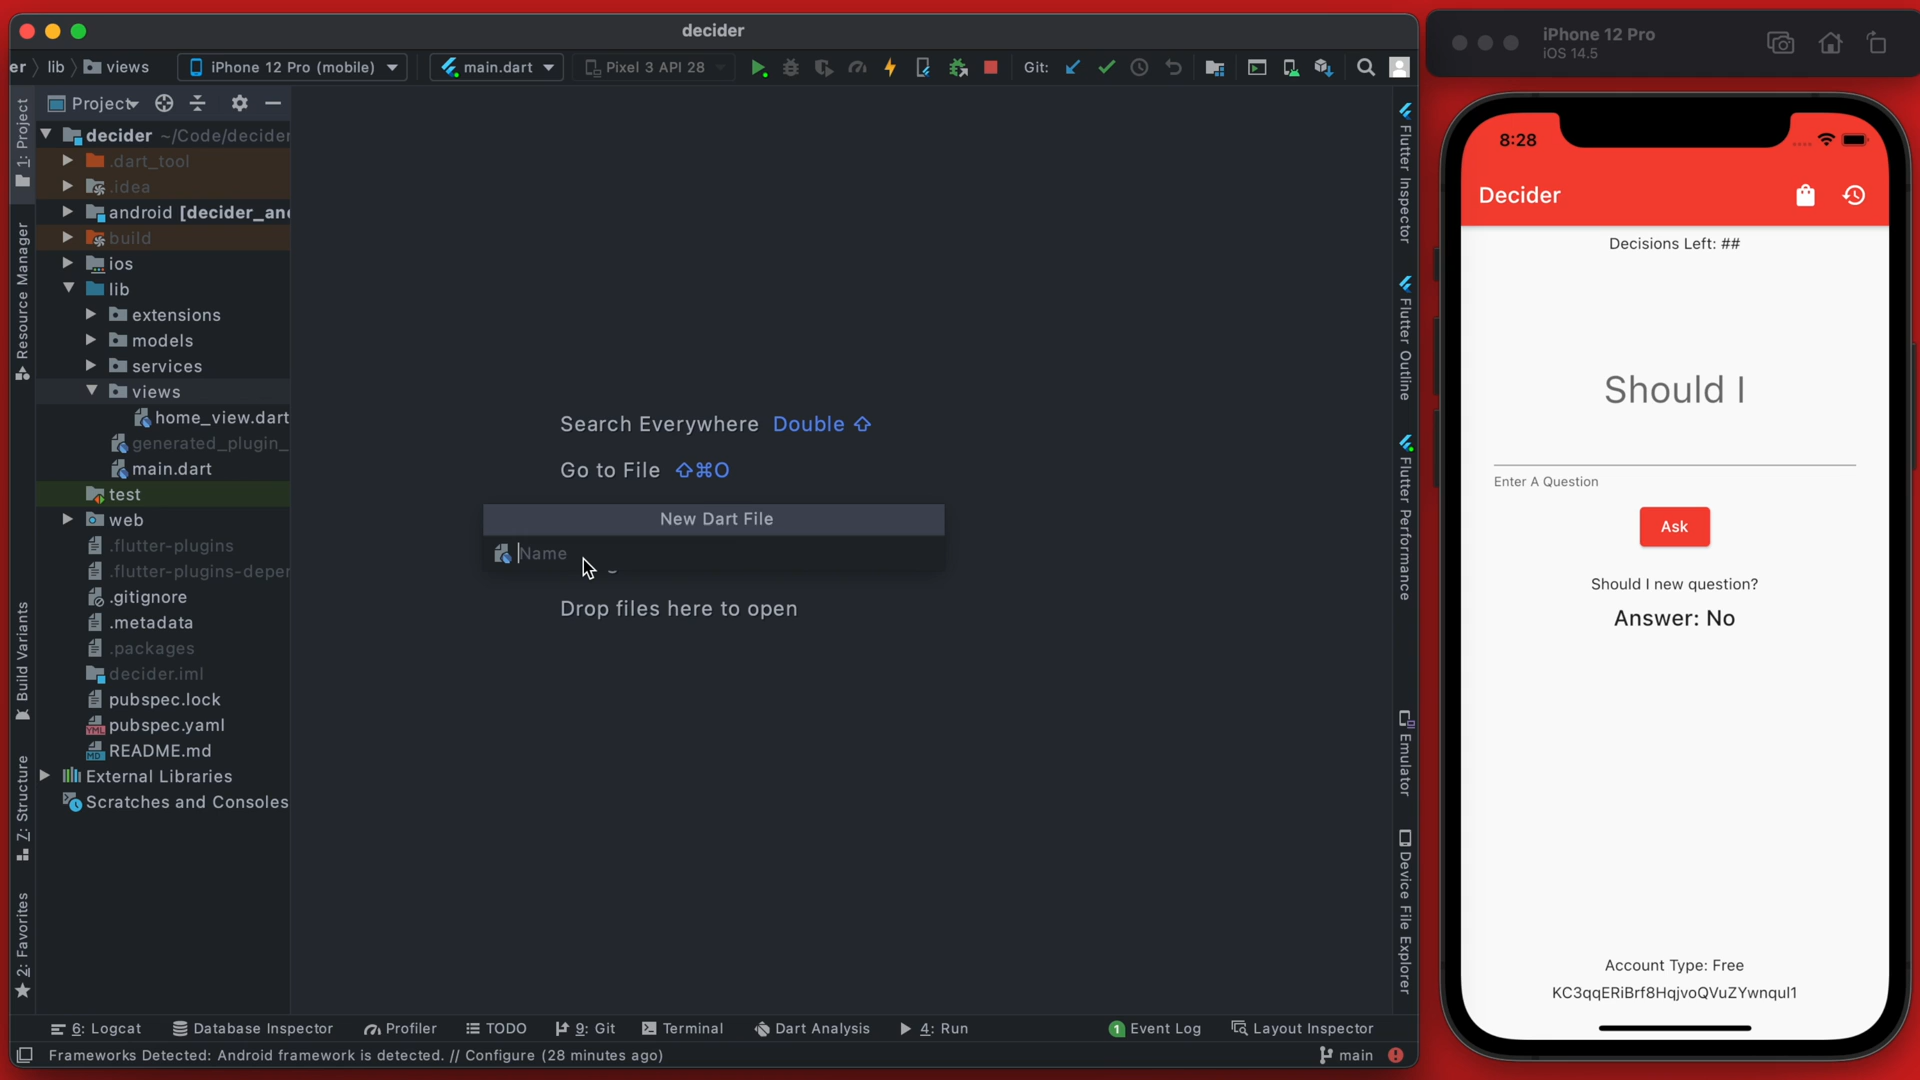 decider
er
lib
views
iPhone 12 Pro (mobile)
main.dart
Pixel 3 API 28
Git:
Project
decider ~/Code/decider
.dart_tool
.idea
android [decider_and
build
ios
lib
extensions
models
services
views
home_view.dart
generated_plugin_
main.dart
test
web
.flutter-plugins
.flutter-plugins-deper
.gitignore
.metadata
.packages
decider.iml
pubspec.lock
pubspec.yaml
README.md
External Libraries
Scratches and Consoles
1: Project
Resource Manager
Build Variants
Z: Structure
2: Favorites
Search Everywhere Double ⇧
Go to File ⇧⌘O
New Dart File
Name
Drop files here to open
Flutter Inspector
Flutter Outline
Flutter Performance
Emulator
Device File Explorer
6: Logcat
Database Inspector
Profiler
TODO
9: Git
Terminal
Dart Analysis
4: Run
1 Event Log
Layout Inspector
Frameworks Detected: Android framework is detected. // Configure (28 minutes ago)
main
iPhone 12 Pro
iOS 14.5
8:28
Decider
Decisions Left: ##
Should I
Enter A Question
Ask
Should I new question?
Answer: No
Account Type: Free